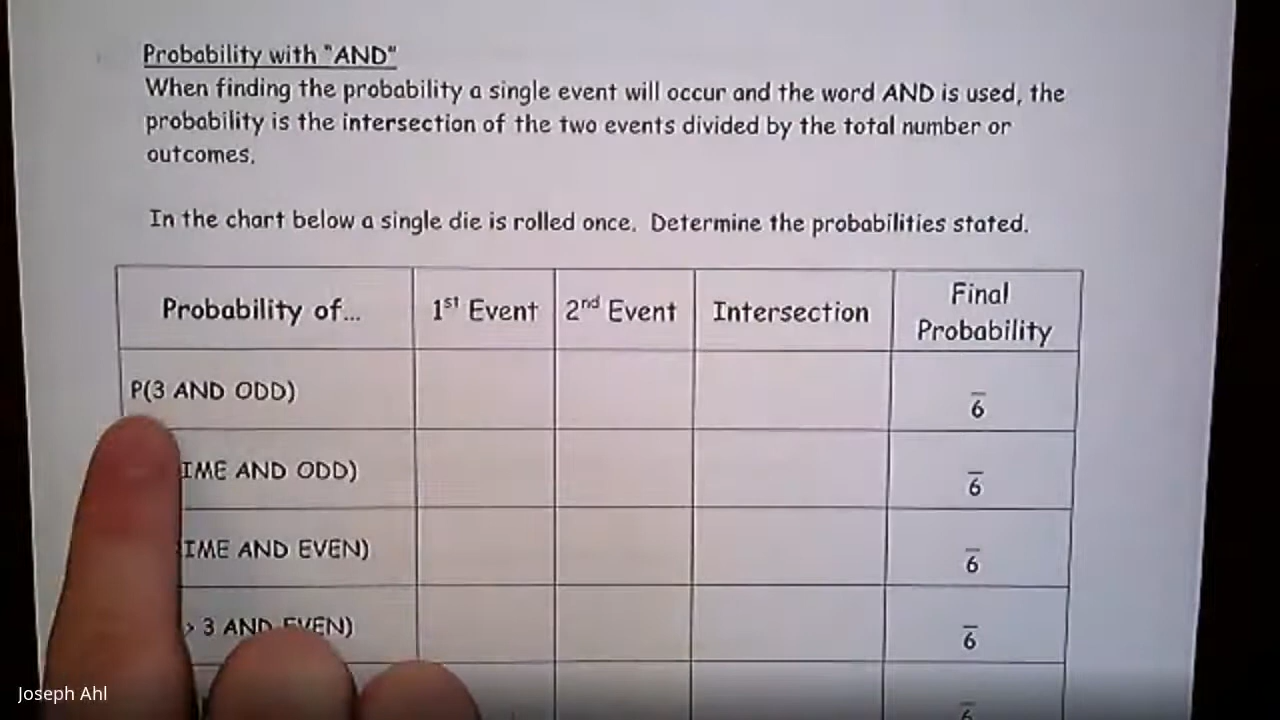 Probability with "AND"
When finding the probability a single event will occur and the word AND is used, the
probability is the intersection of the two events divided by the total number or
outcomes.
In the chart below a single die is rolled once. Determine the probabilities stated.
Probability of... 1st Event 2nd Event Intersection Final Probability
P(3 AND ODD) 6
IME AND ODD) 6
IME AND EVEN) 6
> 3 AND EVEN) 6
6
Joseph Ahl